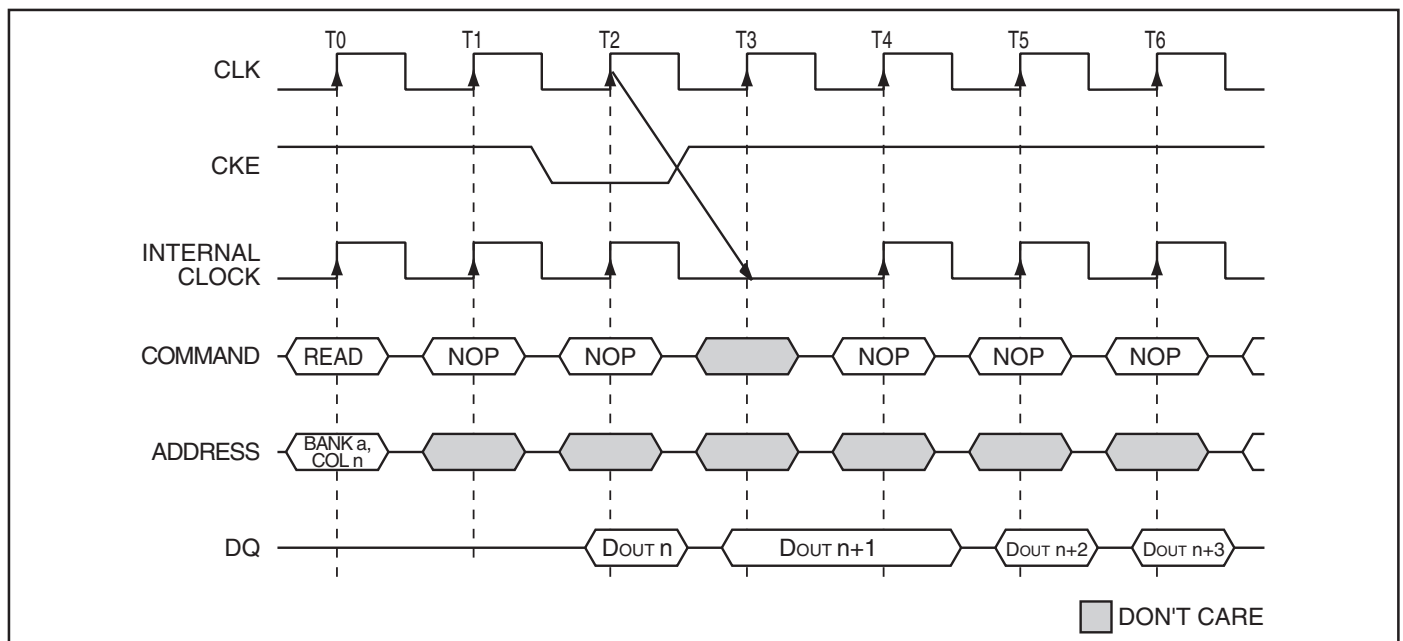 T0 T1 T2 T3 T4 T5 T6
CLK
CKE
INTERNAL
CLOCK
COMMAND READ NOP NOP NOP NOP NOP
ADDRESS BANK a,
COL n
DQ DOUT n DOUT n+1 DOUT n+2 DOUT n+3
DON'T CARE